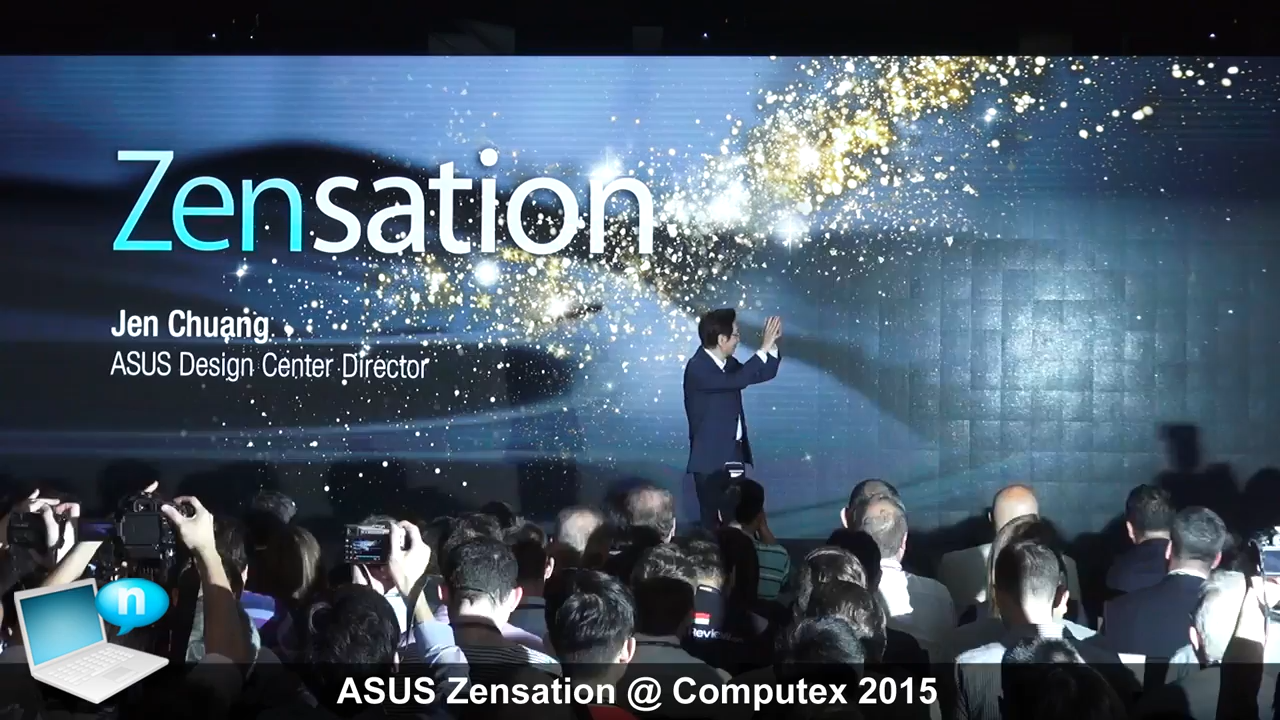 Zensation
Jen Chuang
ASUS Design Center Director
n
ASUS Zensation @ Computex 2015